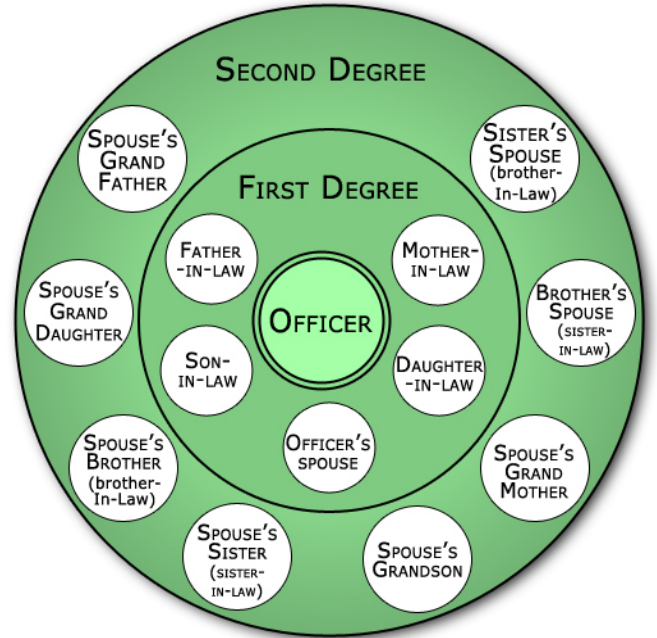 SECOND DEGREE
SPOUSE'S
GRAND
FATHER
SISTER'S
SPOUSE
(brother-
In-Law)
FIRST DEGREE
FATHER
-IN-LAW
MOTHER-
IN-LAW
SPOUSE'S
GRAND
DAUGHTER
OFFICER
BROTHER'S
SPOUSE
(SISTER-
IN-LAW)
SON-
IN-LAW
DAUGHTER
-IN-LAW
OFFICER'S
SPOUSE
SPOUSE'S
BROTHER
(brother-
In-Law)
SPOUSE'S
GRAND
MOTHER
SPOUSE'S
SISTER
(SISTER-
IN-LAW)
SPOUSE'S
GRANDSON